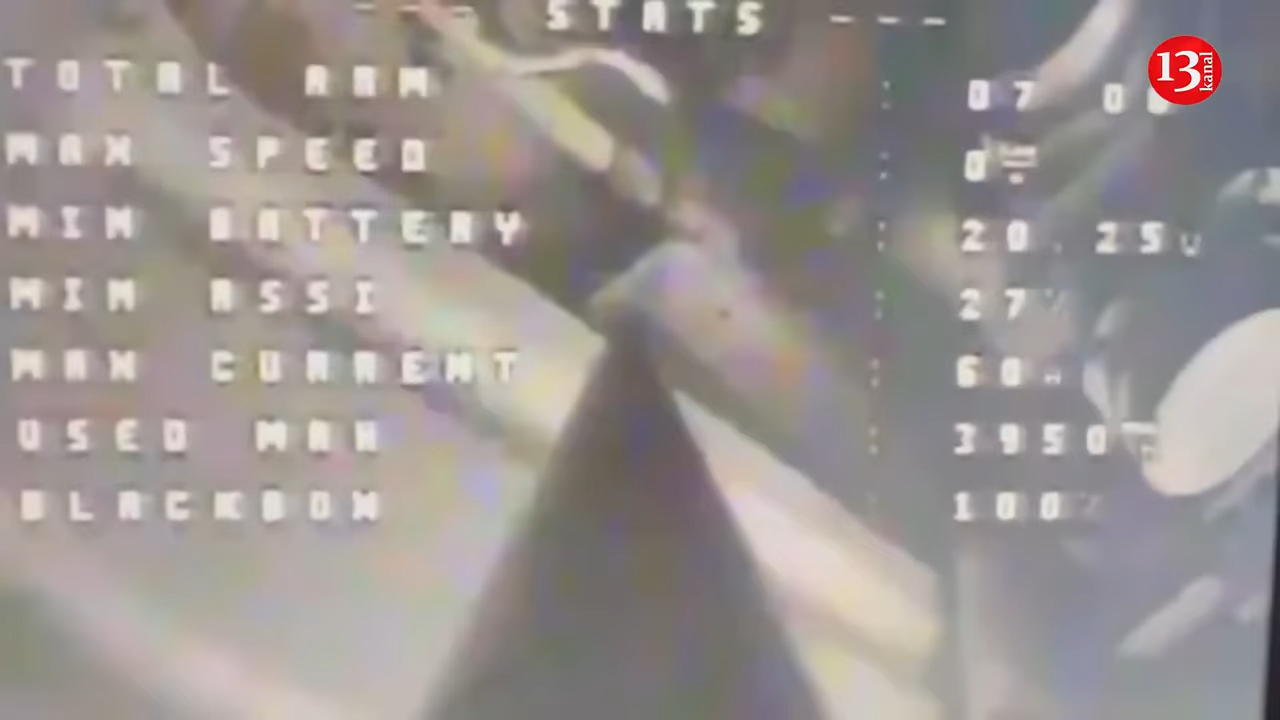 --- STATS ---
TOTAL ARM : 07
MAX SPEED : 0
MIN BATTERY : 20.25V
MIN RSSI : 27%
MAX CURRENT : 60A
USED MAH : 3950
BLACKBOX : 100%
13 kanal